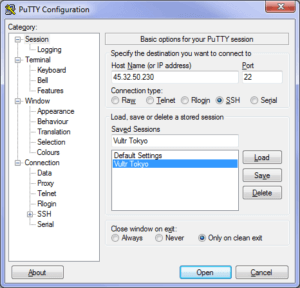 PuTTY Configuration
Category:
Session
Logging
Terminal
Keyboard
Bell
Features
Window
Appearance
Behaviour
Translation
Selection
Colours
Connection
Data
Proxy
Telnet
Rlogin
SSH
Serial
Basic options for your PuTTY session
Specify the destination you want to connect to
Host Name (or IP address) Port
45.32.50.230 22
Connection type:
Raw Telnet Rlogin SSH Serial
Load, save or delete a stored session
Saved Sessions
Vultr Tokyo
Default Settings
Vultr Tokyo
Load
Save
Delete
Close window on exit:
Always Never Only on clean exit
About Open Cancel